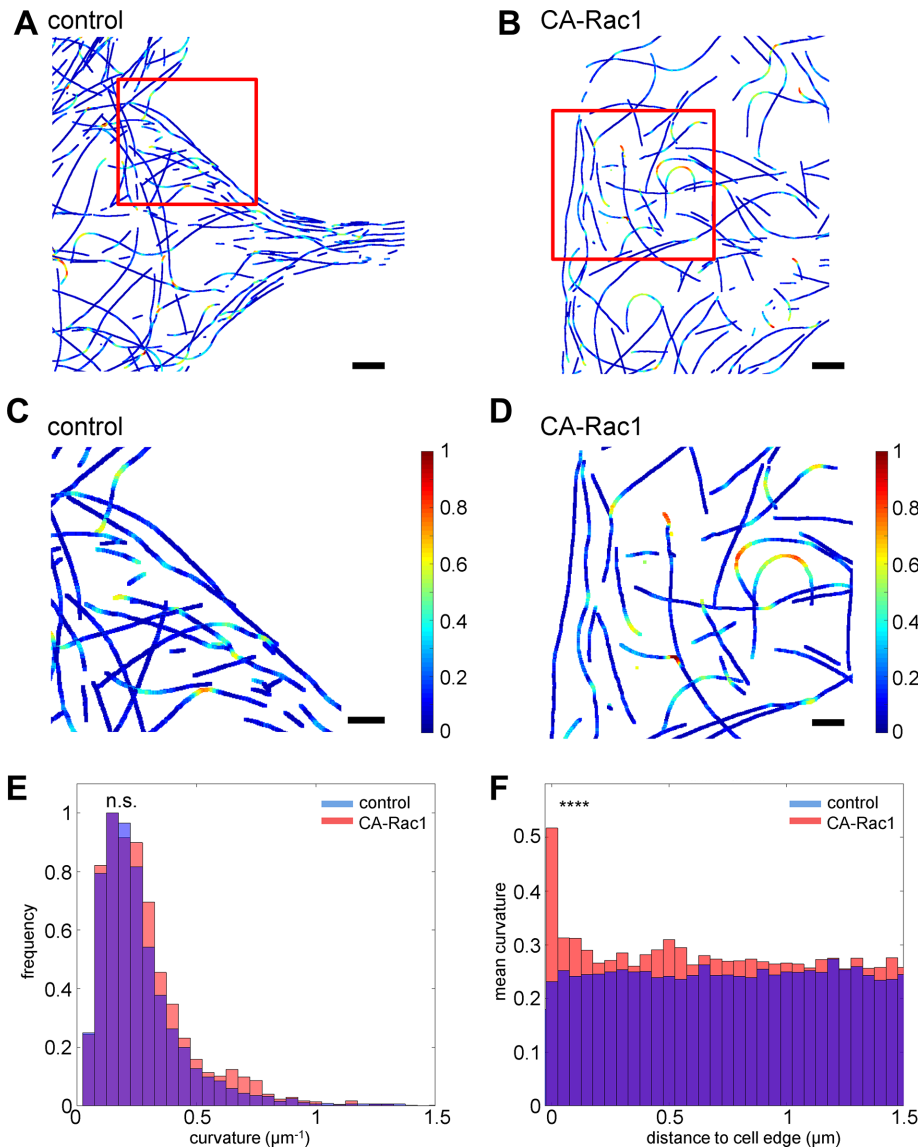 A control
B CA-Rac1
C control
D CA-Rac1
1
0.8
0.6
0.4
0.2
0
1
0.8
0.6
0.4
0.2
0
E
n.s.
control
CA-Rac1
1
0.8
0.6
0.4
0.2
0
frequency
0 0.5 1 1.5
curvature (µm⁻¹)
F
****
control
CA-Rac1
0.5
0.4
0.3
0.2
0.1
0
mean curvature
0 0.5 1 1.5
distance to cell edge (µm)